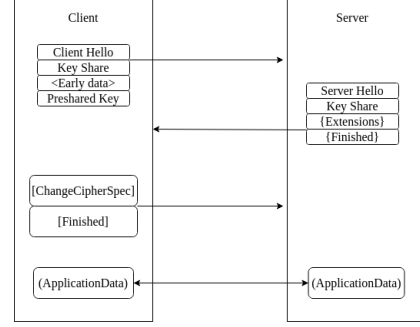 Client
Server
Client Hello
Key Share
<Early data>
Preshared Key
Server Hello
Key Share
{Extensions}
{Finished}
[ChangeCipherSpec]
[Finished]
(ApplicationData)
(ApplicationData)